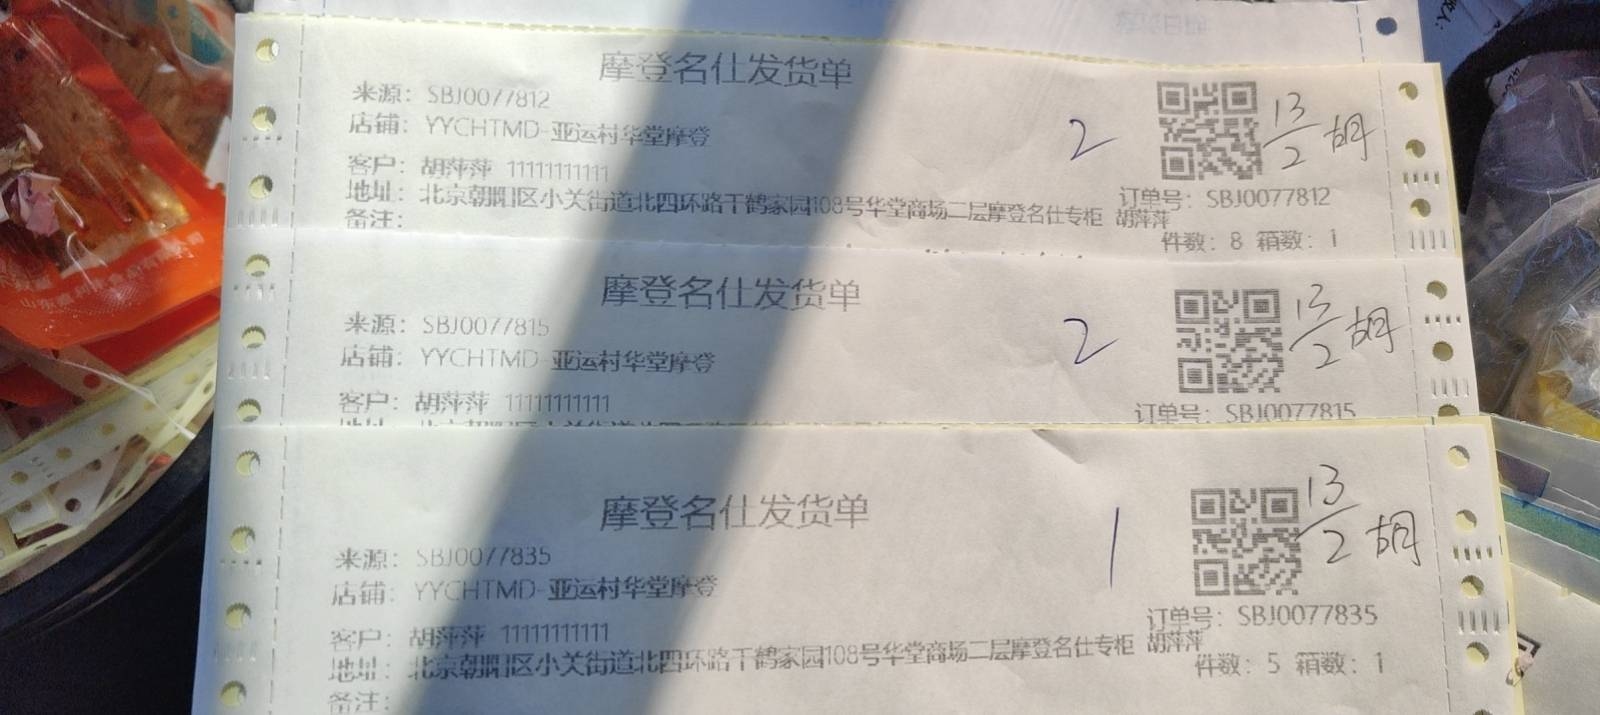 摩登名仕发货单
来源：SBJ0077812
店铺：YYCHTMD-亚运村华堂摩登
2
13/2 胡
客户：胡萍萍 11111111111
地址：北京朝阳区小关街道北四环路干鹤家园108号华堂商场二层摩登名仕专柜 胡萍萍
订单号：SBJ0077812
备注：
件数：8 箱数：1
摩登名仕发货单
来源：SBJ0077815
店铺：YYCHTMD-亚运村华堂摩登
2
13/2 胡
客户：胡萍萍 11111111111
订单号：SBJ0077815
摩登名仕发货单
来源：SBJ0077835
店铺：YYCHTMD-亚运村华堂摩登
1
13/2 胡
订单号：SBJ0077835
客户：胡萍萍 11111111111
地址：北京朝阳区小关街道北四环路干鹤家园108号华堂商场二层摩登名仕专柜 胡萍萍
件数：5 箱数：1
备注：